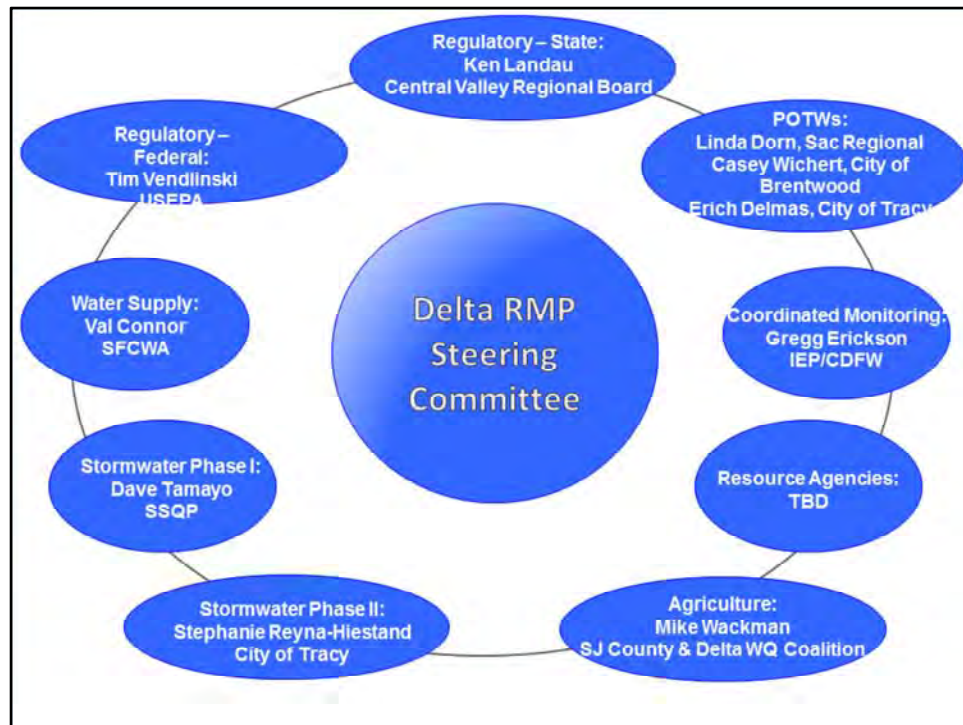 Regulatory – State:
Ken Landau
Central Valley Regional Board
POTWs:
Linda Dorn, Sac Regional
Casey Wichert, City of
Brentwood
Erich Delmas, City of Tracy
Coordinated Monitoring:
Gregg Erickson
IEP/CDFW
Resource Agencies:
TBD
Agriculture:
Mike Wackman
SJ County & Delta WQ Coalition
Stormwater Phase II:
Stephanie Reyna-Hiestand
City of Tracy
Stormwater Phase I:
Dave Tamayo
SSQP
Water Supply:
Val Connor
SFCWA
Regulatory –
Federal:
Tim Vendlinski
USEPA
Delta RMP
Steering
Committee